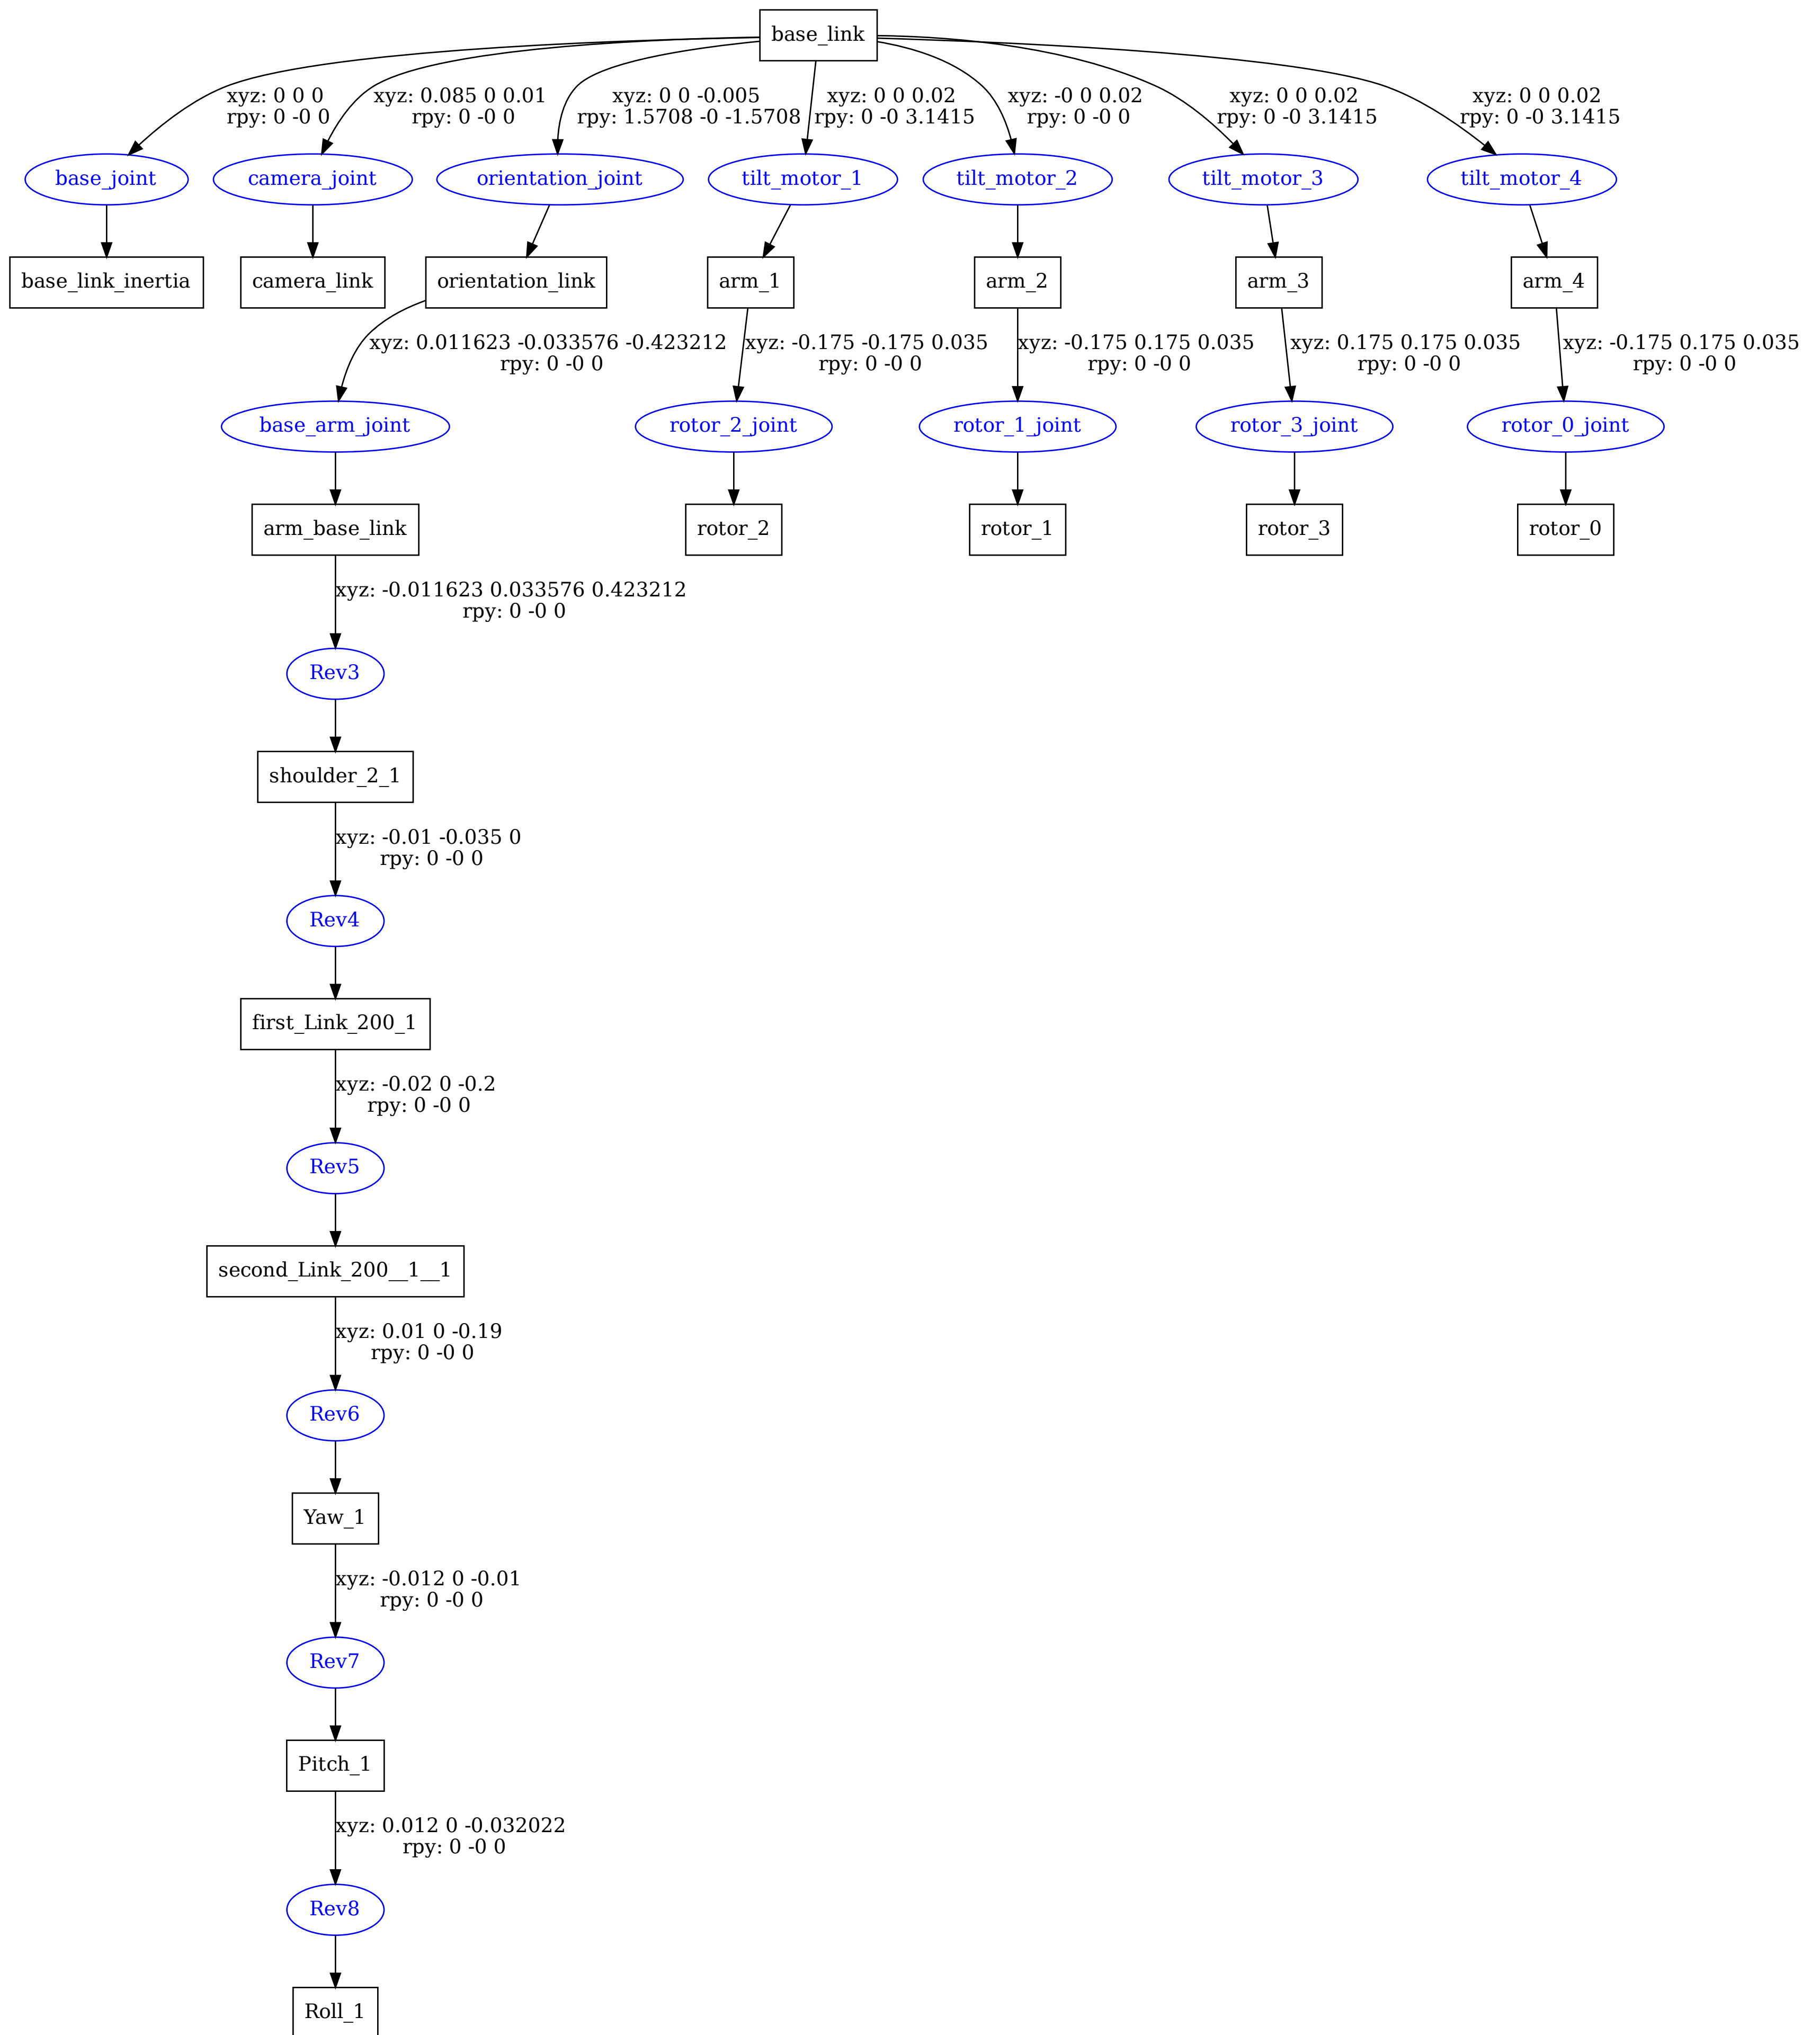 base_link
xyz: 0 0 0
rpy: 0 -0 0
xyz: 0.085 0 0.01
rpy: 0 -0 0
xyz: 0 0 -0.005
rpy: 1.5708 -0 -1.5708
xyz: 0 0 0.02
rpy: 0 -0 3.1415
xyz: -0 0 0.02
rpy: 0 -0 0
xyz: 0 0 0.02
rpy: 0 -0 3.1415
xyz: 0 0 0.02
rpy: 0 -0 3.1415
base_joint
camera_joint
orientation_joint
tilt_motor_1
tilt_motor_2
tilt_motor_3
tilt_motor_4
base_link_inertia
camera_link
orientation_link
arm_1
arm_2
arm_3
arm_4
xyz: 0.011623 -0.033576 -0.423212
rpy: 0 -0 0
xyz: -0.175 -0.175 0.035
rpy: 0 -0 0
xyz: -0.175 0.175 0.035
rpy: 0 -0 0
xyz: 0.175 0.175 0.035
rpy: 0 -0 0
xyz: -0.175 0.175 0.035
rpy: 0 -0 0
base_arm_joint
rotor_2_joint
rotor_1_joint
rotor_3_joint
rotor_0_joint
arm_base_link
rotor_2
rotor_1
rotor_3
rotor_0
xyz: -0.011623 0.033576 0.423212
rpy: 0 -0 0
Rev3
shoulder_2_1
xyz: -0.01 -0.035 0
rpy: 0 -0 0
Rev4
first_Link_200_1
xyz: -0.02 0 -0.2
rpy: 0 -0 0
Rev5
second_Link_200__1__1
xyz: 0.01 0 -0.19
rpy: 0 -0 0
Rev6
Yaw_1
xyz: -0.012 0 -0.01
rpy: 0 -0 0
Rev7
Pitch_1
xyz: 0.012 0 -0.032022
rpy: 0 -0 0
Rev8
Roll_1